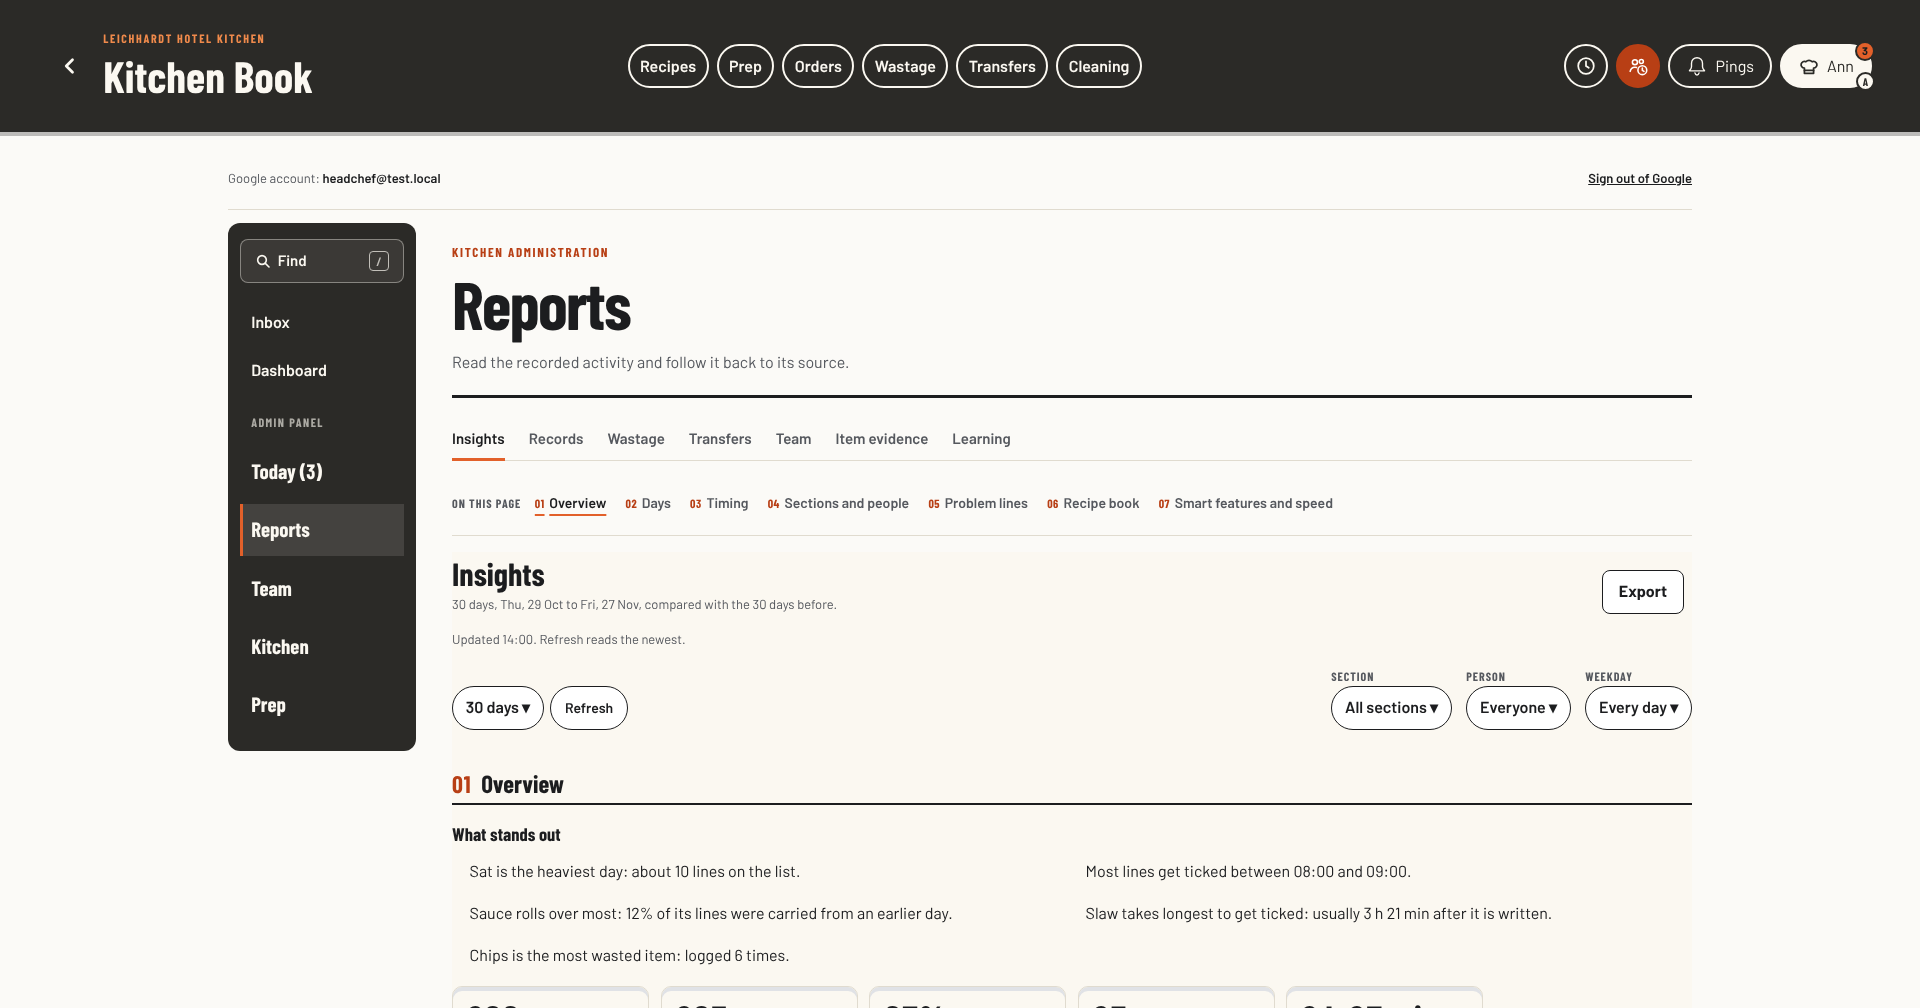 LEICHHARDT HOTEL KITCHEN
Kitchen Book
Recipes Prep Orders Wastage Transfers Cleaning
Pings Ann 3 A
Google account: headchef@test.local Sign out of Google
Find /
Inbox
Dashboard
ADMIN PANEL
Today (3)
Reports
Team
Kitchen
Prep
KITCHEN ADMINISTRATION
Reports
Read the recorded activity and follow it back to its source.
Insights Records Wastage Transfers Team Item evidence Learning
ON THIS PAGE 01 Overview 02 Days 03 Timing 04 Sections and people 05 Problem lines 06 Recipe book 07 Smart features and speed
Insights
30 days, Thu, 29 Oct to Fri, 27 Nov, compared with the 30 days before.
Export
Updated 14:00. Refresh reads the newest.
SECTION PERSON WEEKDAY
30 days ▾ Refresh All sections ▾ Everyone ▾ Every day ▾
01 Overview
What stands out
Sat is the heaviest day: about 10 lines on the list.
Most lines get ticked between 08:00 and 09:00.
Sauce rolls over most: 12% of its lines were carried from an earlier day.
Slaw takes longest to get ticked: usually 3 h 21 min after it is written.
Chips is the most wasted item: logged 6 times.